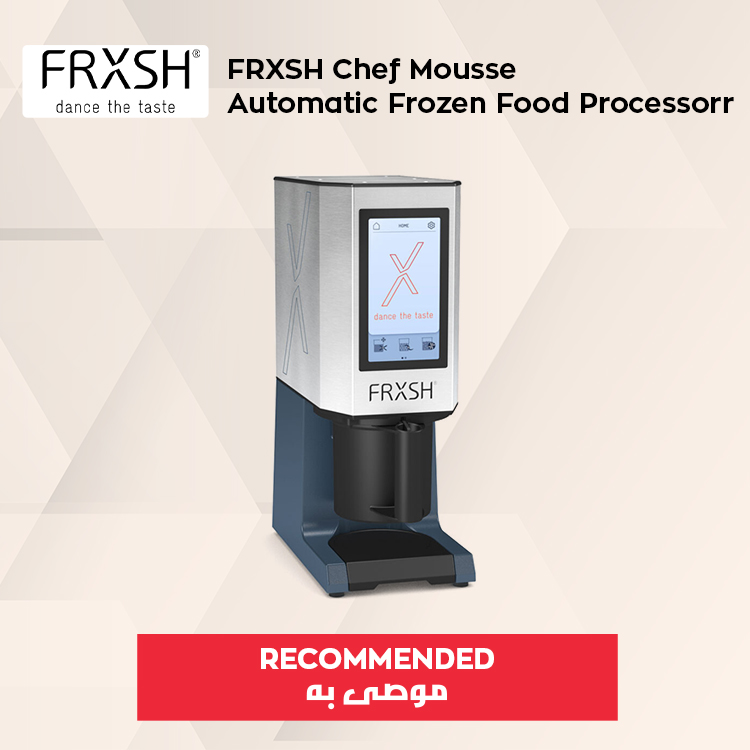 FRXSH®
dance the taste
FRXSH Chef Mousse
Automatic Frozen Food Processorr
HOME
dance the taste
FRXSH®
RECOMMENDED
موصى به